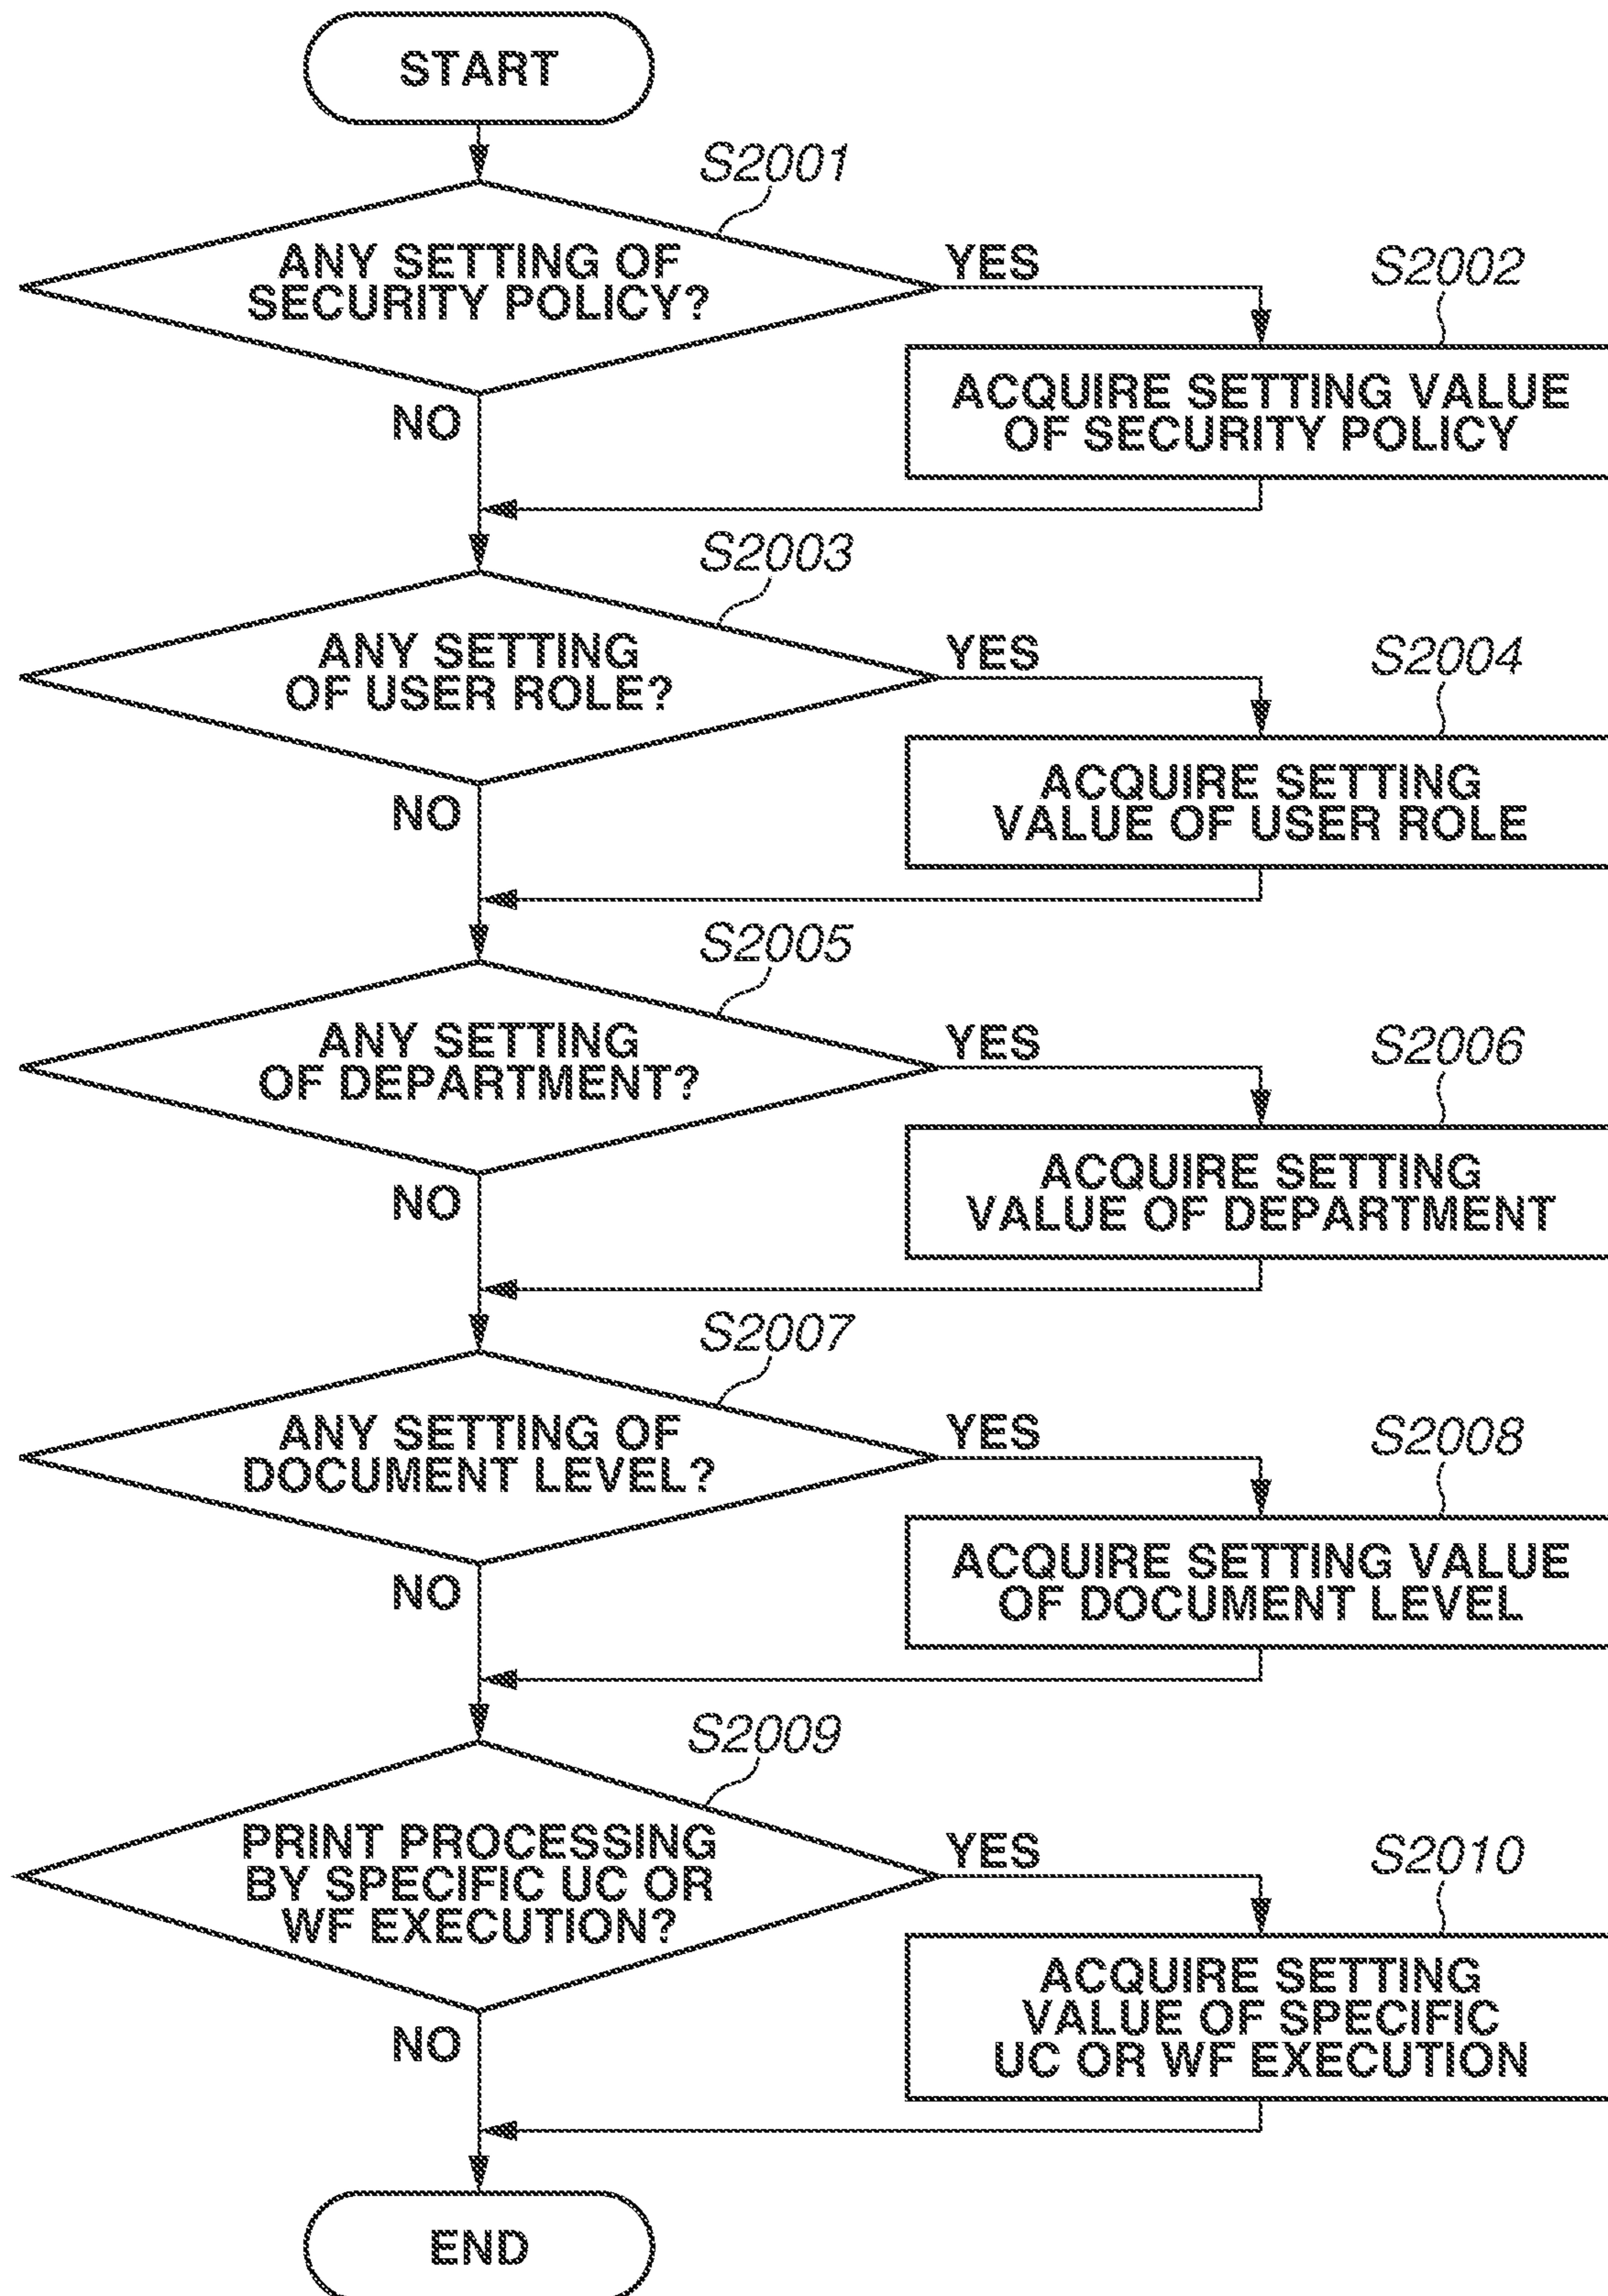 START
S2001
ANY SETTING OF
SECURITY POLICY?
YES
S2002
ACQUIRE SETTING VALUE
OF SECURITY POLICY
NO
S2003
ANY SETTING
OF USER ROLE?
YES
S2004
ACQUIRE SETTING
VALUE OF USER ROLE
NO
S2005
ANY SETTING
OF DEPARTMENT?
YES
S2006
ACQUIRE SETTING
VALUE OF DEPARTMENT
NO
S2007
ANY SETTING OF
DOCUMENT LEVEL?
YES
S2008
ACQUIRE SETTING VALUE
OF DOCUMENT LEVEL
NO
S2009
PRINT PROCESSING
BY SPECIFIC UC OR
WF EXECUTION?
YES
S2010
ACQUIRE SETTING
VALUE OF SPECIFIC
UC OR WF EXECUTION
NO
END